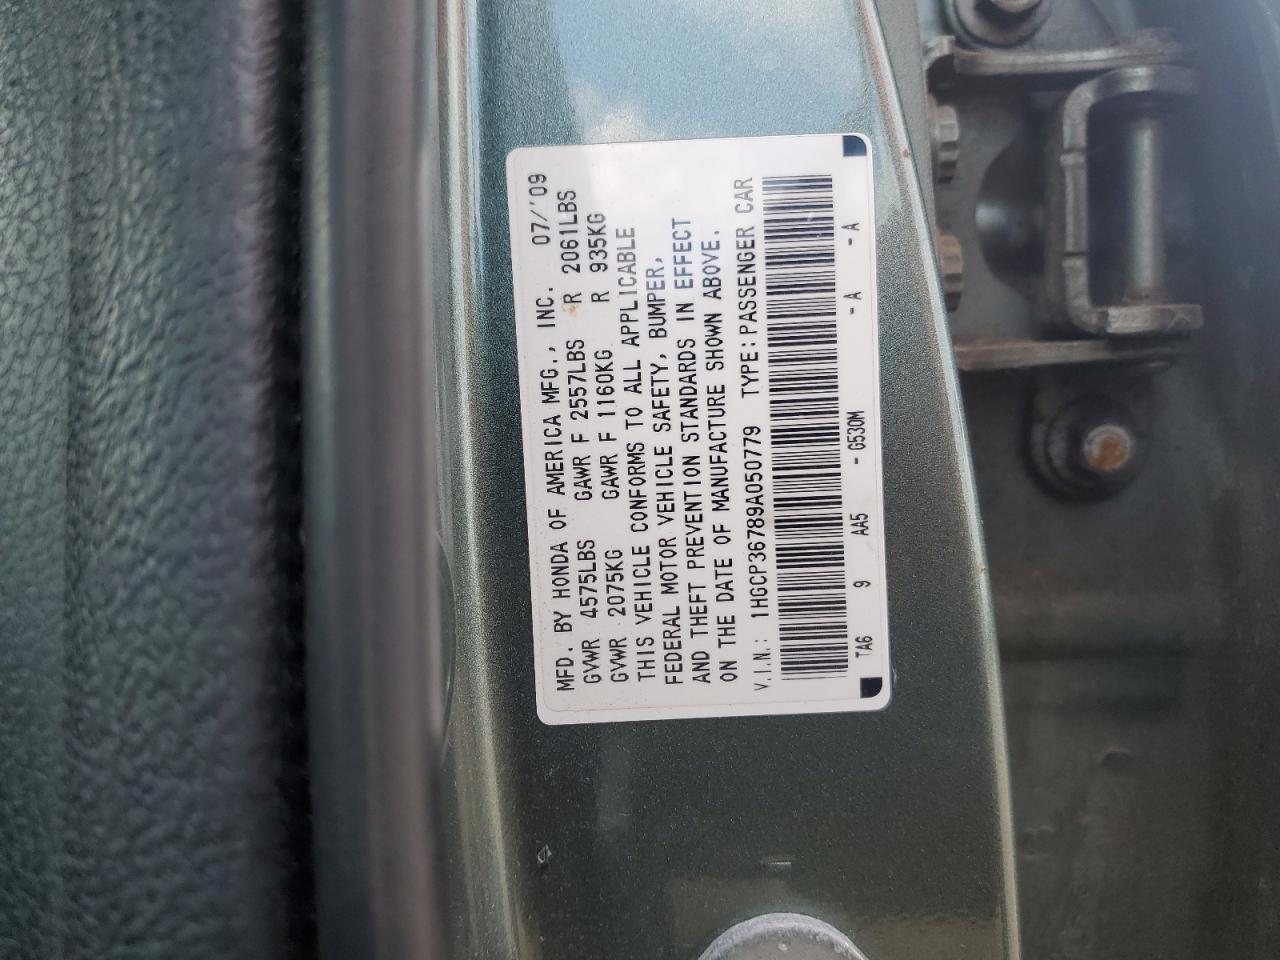 MFD. BY HONDA OF AMERICA MFG., INC. 07/'09
GVWR 4575LBS GAWR F 2557LBS R 2061LBS
GVWR 2075KG GAWR F 1160KG R 935KG
THIS VEHICLE CONFORMS TO ALL APPLICABLE
FEDERAL MOTOR VEHICLE SAFETY, BUMPER,
AND THEFT PREVENTION STANDARDS IN EFFECT
ON THE DATE OF MANUFACTURE SHOWN ABOVE.
V.I.N.: 1HGCP36789A050779 TYPE:PASSENGER CAR
TA6 9 AA5 - G530M - A - A